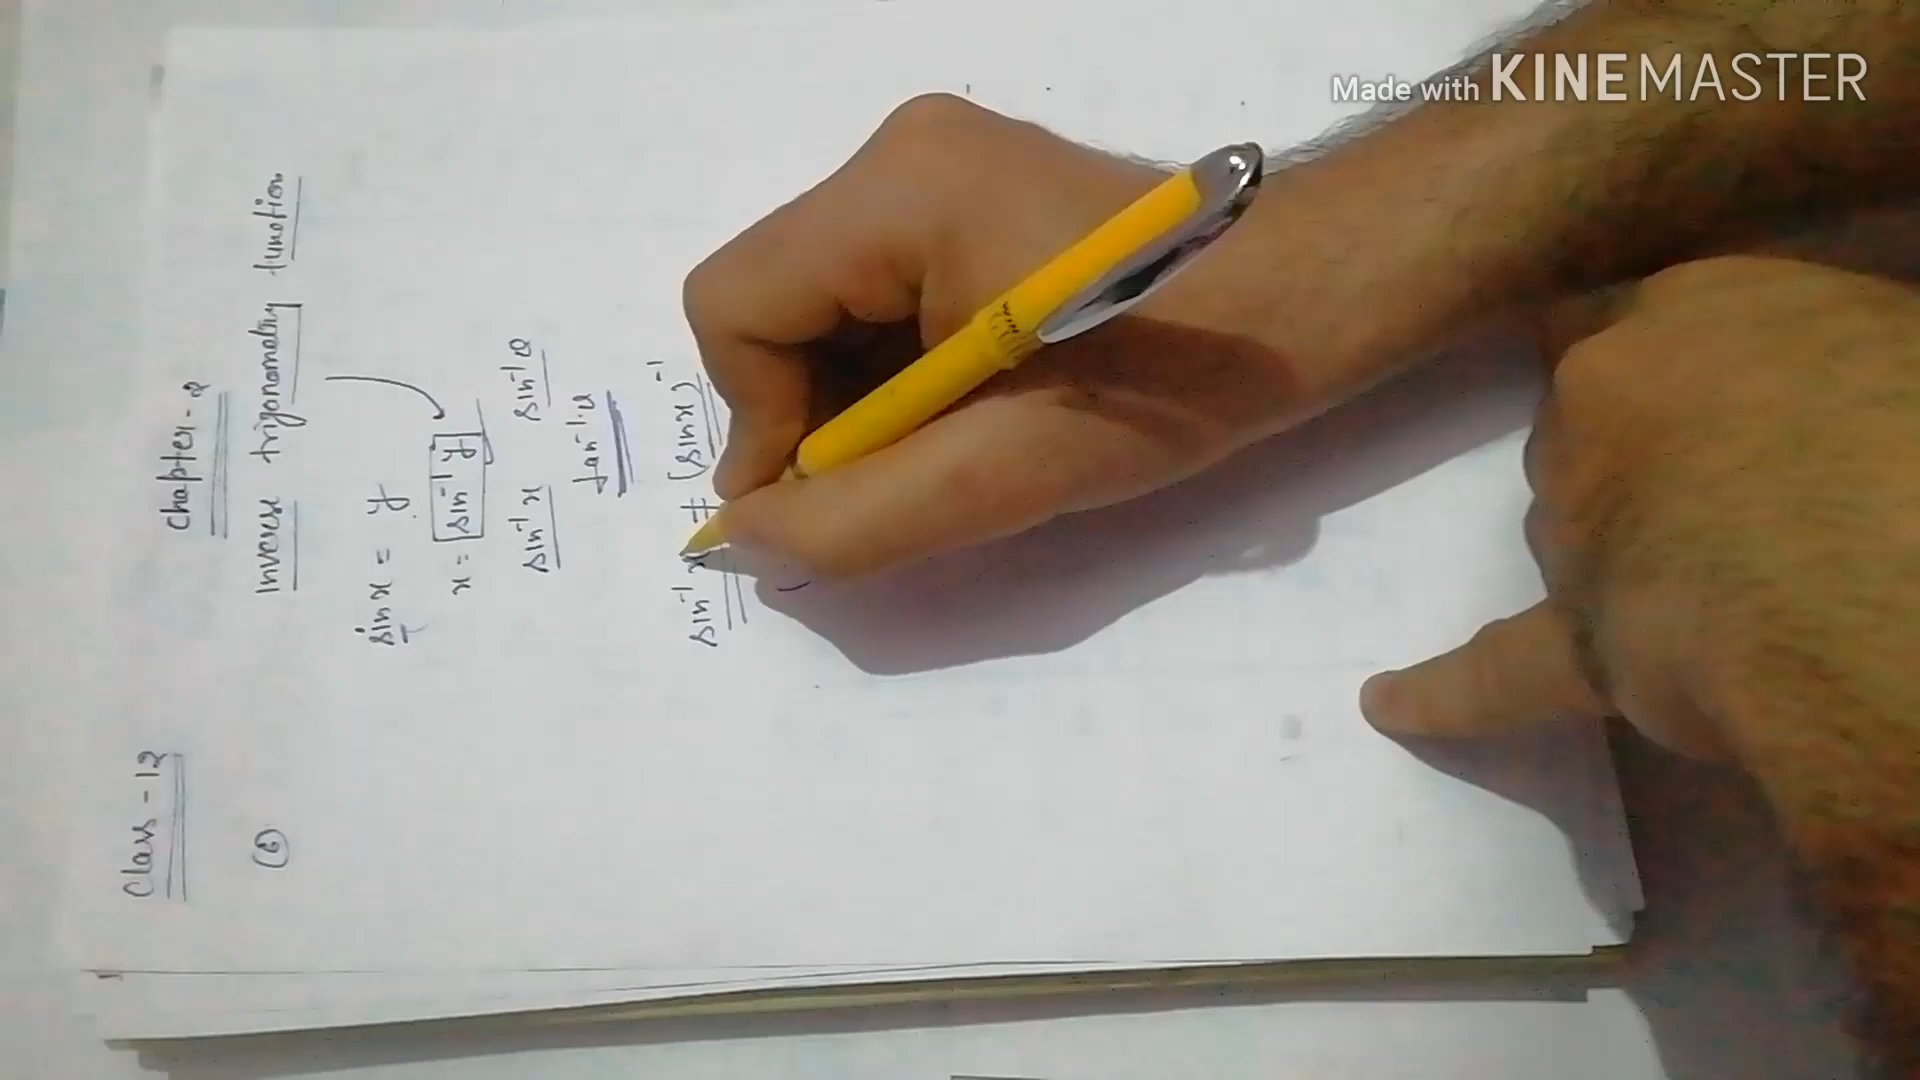 Made with KINEMASTER
Class - 12
Chapter - 2
Inverse trigonometry function
sin x = y
x = sin⁻¹ y
sin⁻¹ x sin⁻¹ θ
tan⁻¹ θ
sin⁻¹ x ≠ (sin x)⁻¹